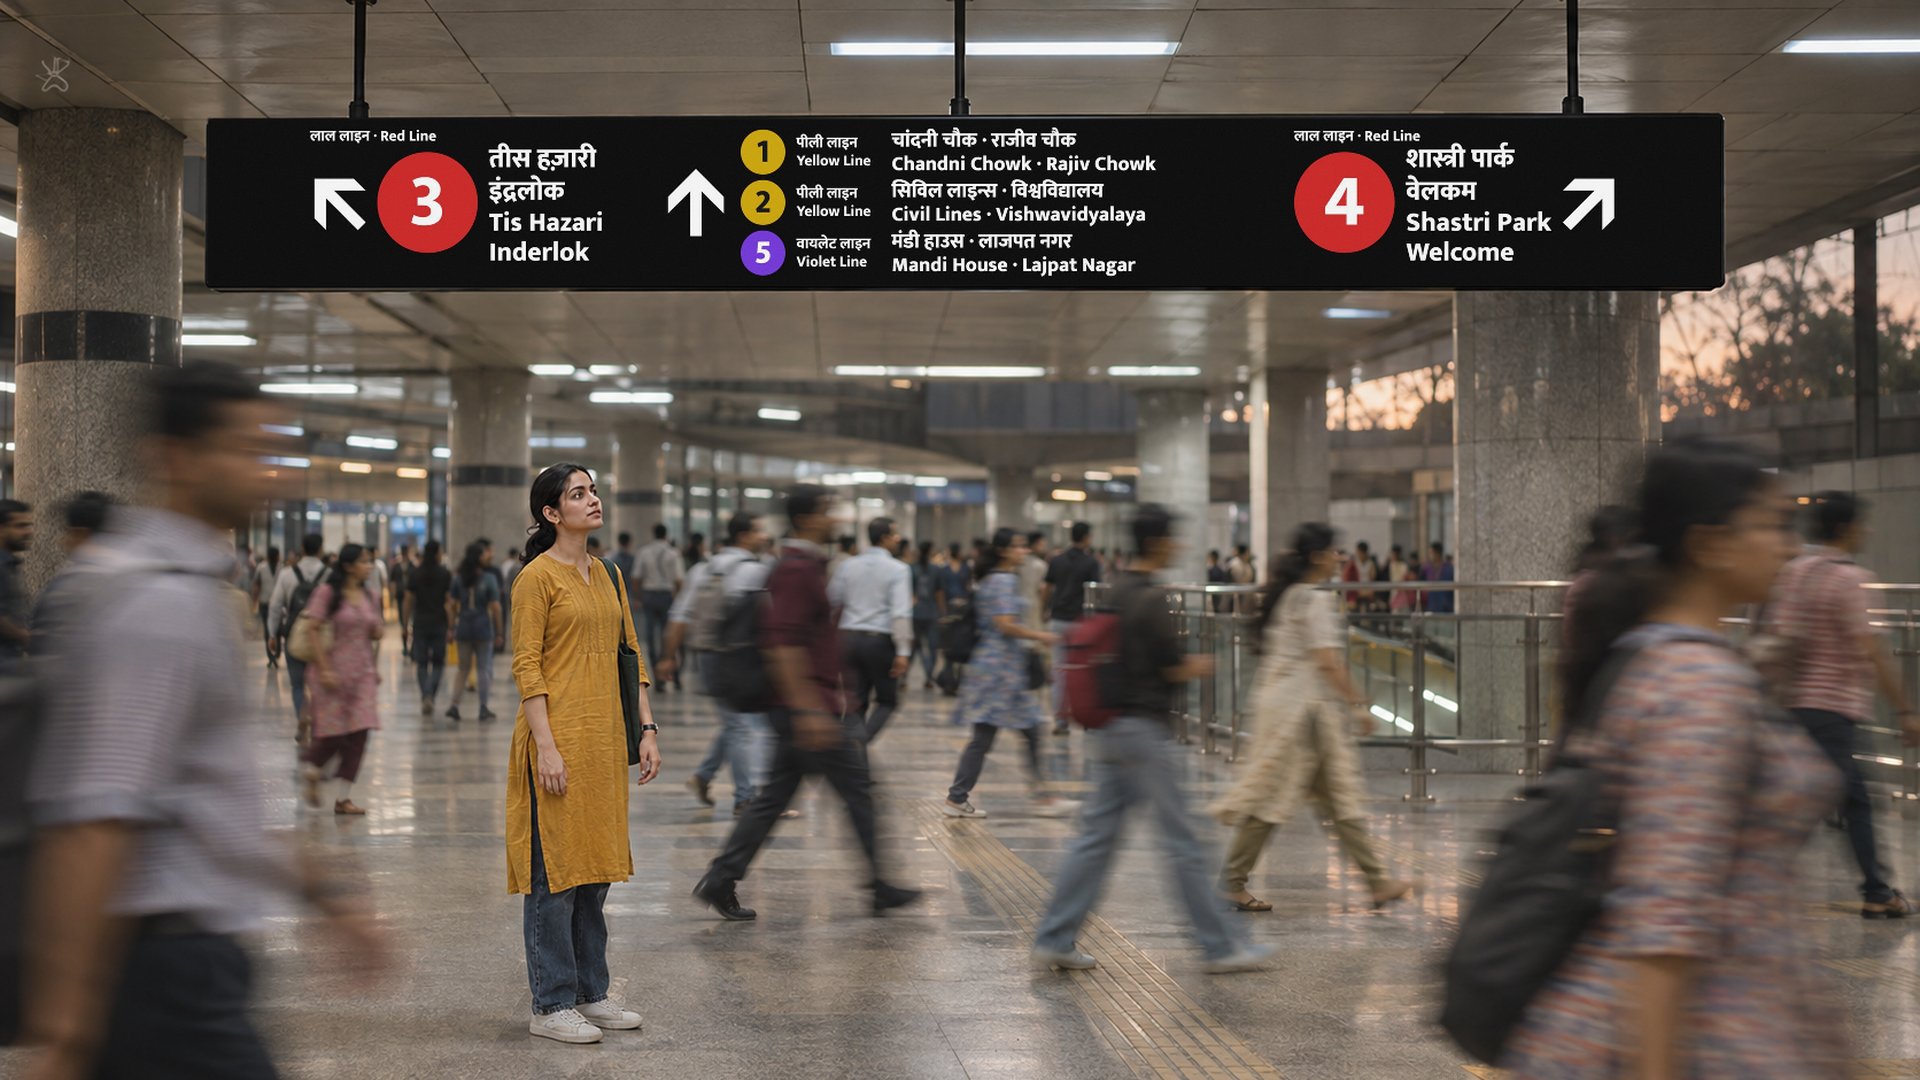 लाल लाइन · Red Line
3
तीस हज़ारी
इंद्रलोक
Tis Hazari
Inderlok
1
पीली लाइन
Yellow Line
चांदनी चौक · राजीव चौक
Chandni Chowk · Rajiv Chowk
2
पीली लाइन
Yellow Line
सिविल लाइन्स · विश्वविद्यालय
Civil Lines · Vishwavidyalaya
5
वायलेट लाइन
Violet Line
मंडी हाउस · लाजपत नगर
Mandi House · Lajpat Nagar
लाल लाइन · Red Line
4
शास्त्री पार्क
वेलकम
Shastri Park
Welcome